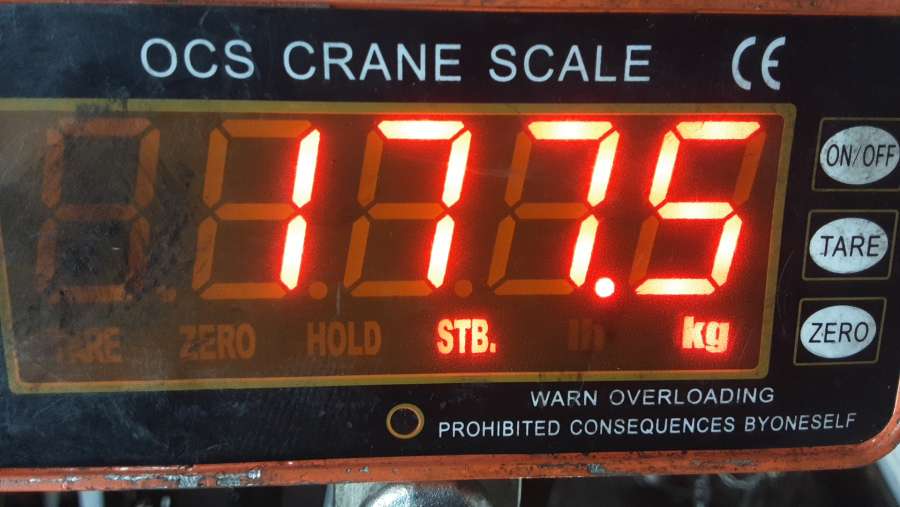 OCS CRANE SCALE CE
177.5
ON/OFF
TARE
TARE ZERO HOLD STB. lh kg
ZERO
WARN OVERLOADING
PROHIBITED CONSEQUENCES BYONESELF